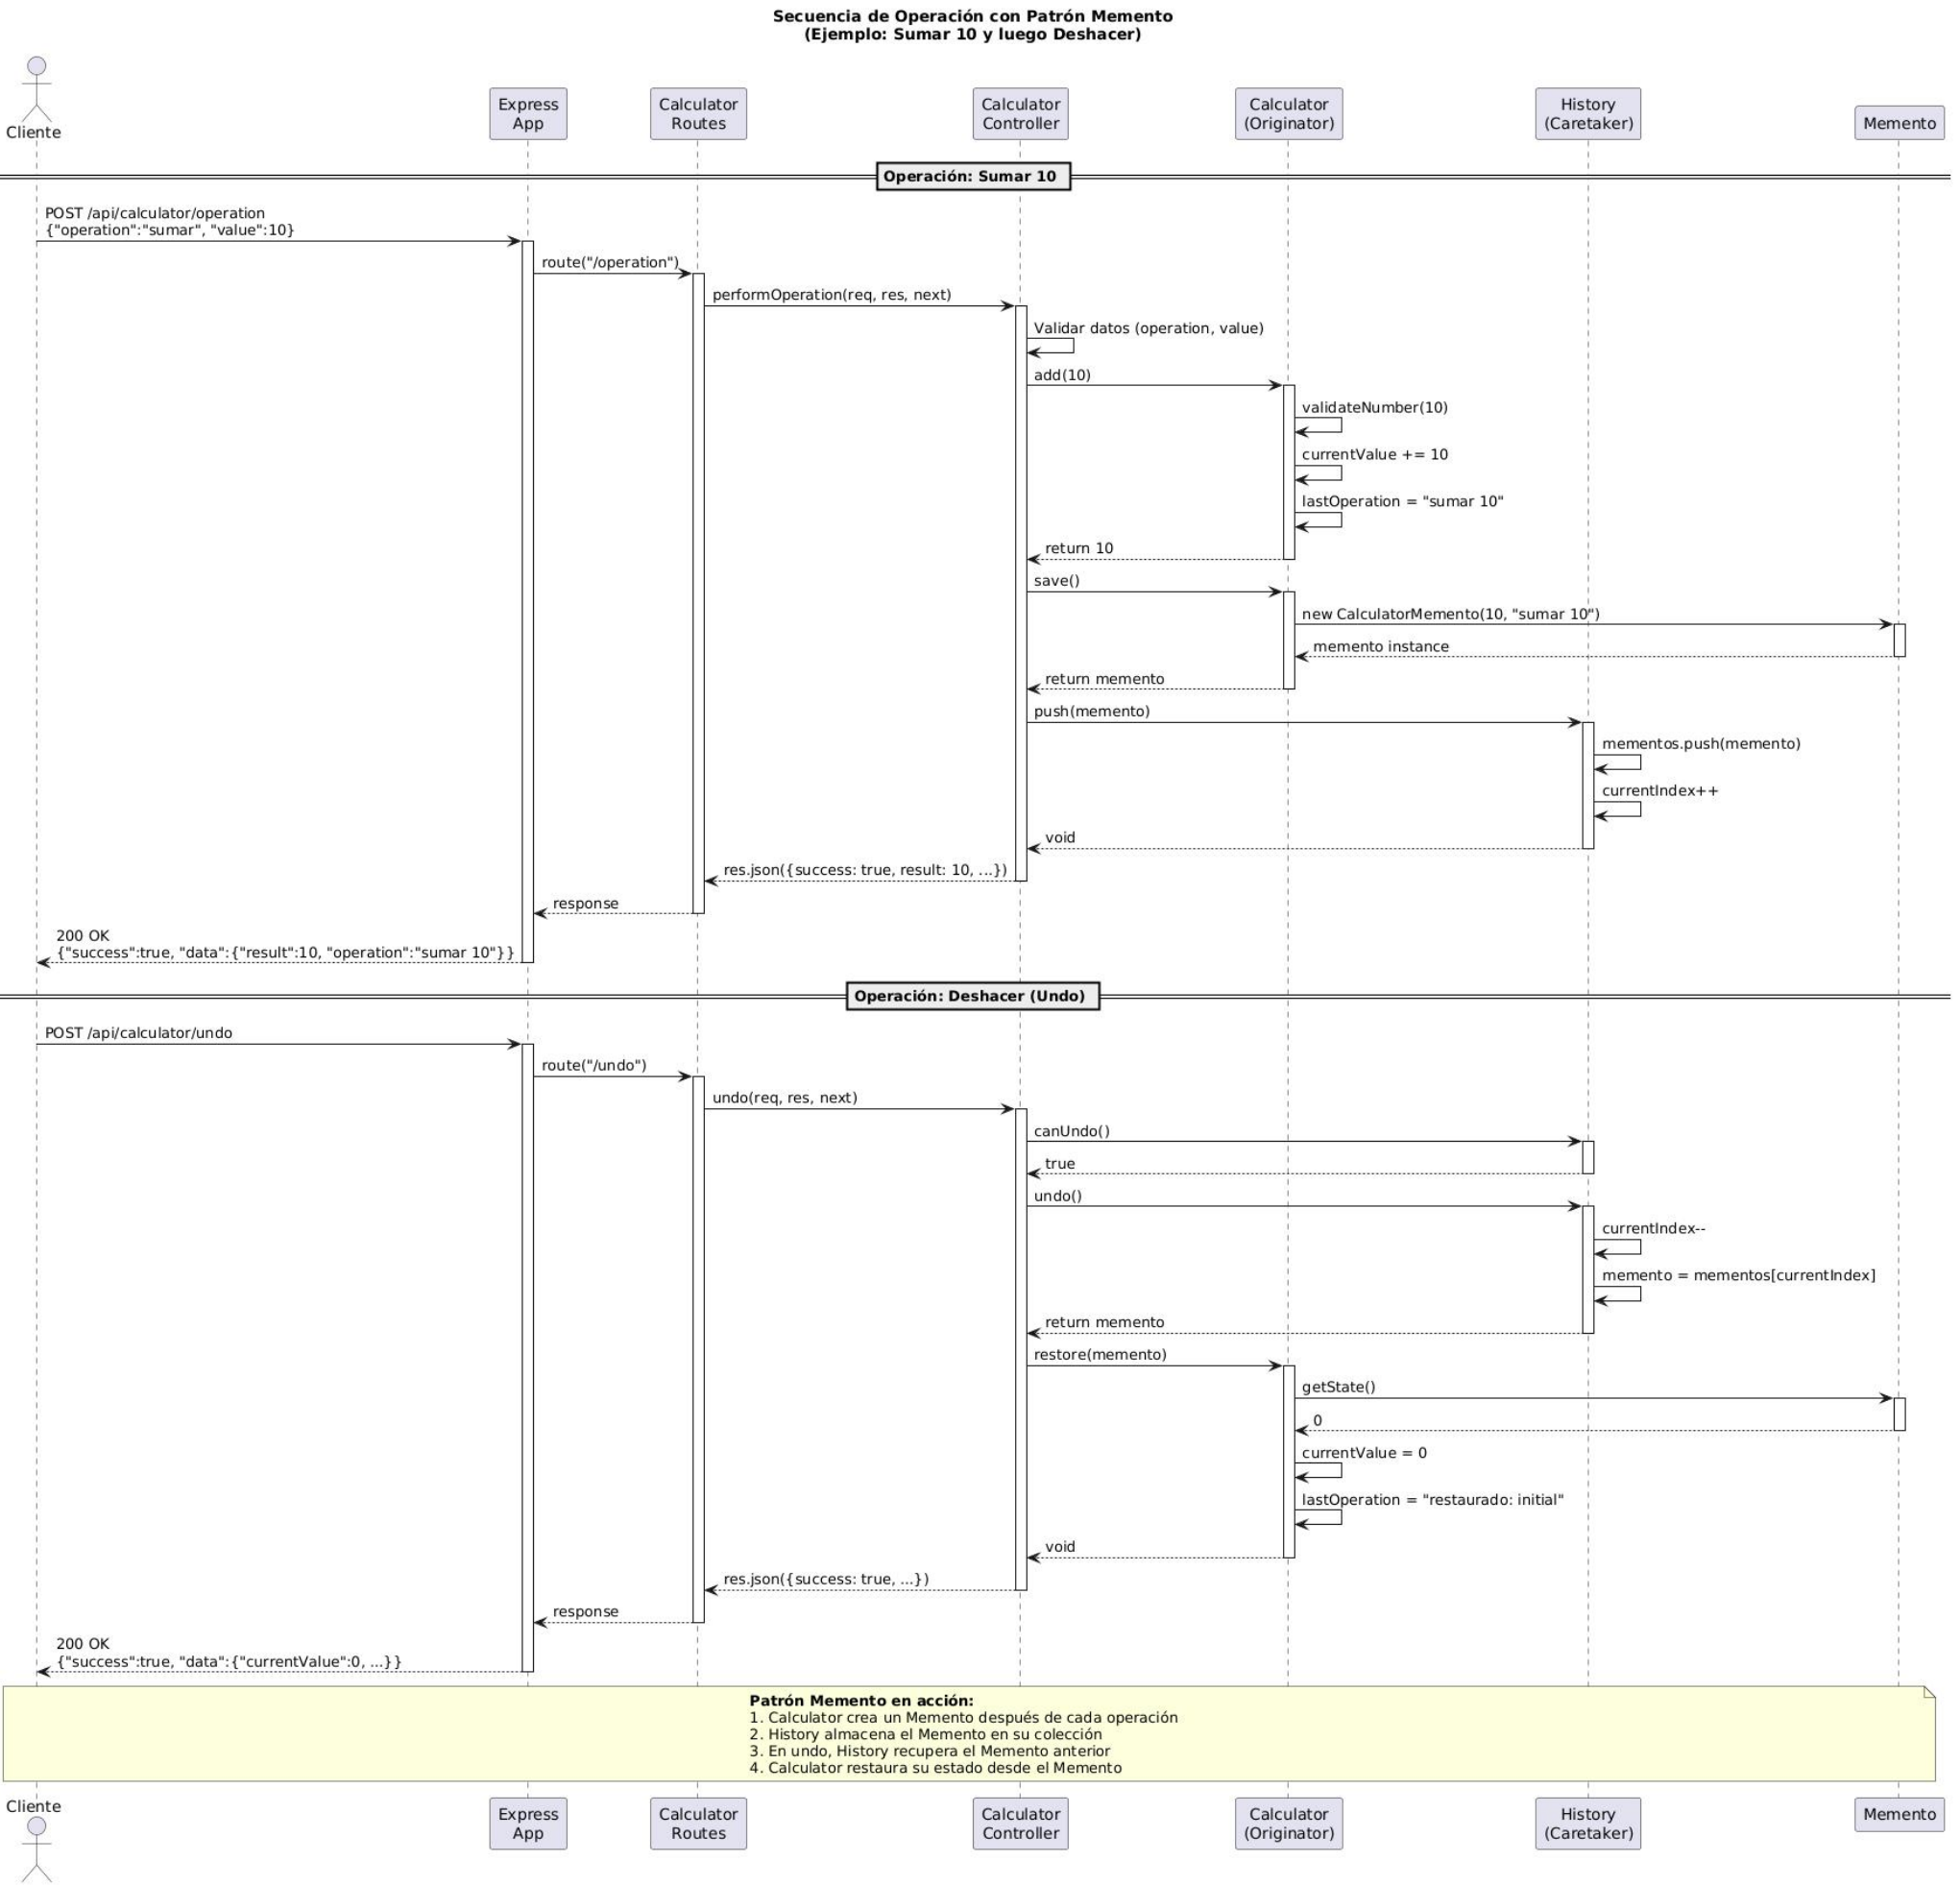 Secuencia de Operación con Patrón Memento
(Ejemplo: Sumar 10 y luego Deshacer)
Cliente
Express
App
Calculator
Routes
Calculator
Controller
Calculator
(Originator)
History
(Caretaker)
Memento
Operación: Sumar 10
POST /api/calculator/operation
{"operation":"sumar", "value":10}
route("/operation")
performOperation(req, res, next)
Validar datos (operation, value)
add(10)
validateNumber(10)
currentValue += 10
lastOperation = "sumar 10"
return 10
save()
new CalculatorMemento(10, "sumar 10")
memento instance
return memento
push(memento)
mementos.push(memento)
currentIndex++
void
res.json({success: true, result: 10, ...})
response
200 OK
{"success":true, "data":{"result":10, "operation":"sumar 10"}}
Operación: Deshacer (Undo)
POST /api/calculator/undo
route("/undo")
undo(req, res, next)
canUndo()
true
undo()
currentIndex--
memento = mementos[currentIndex]
return memento
restore(memento)
getState()
0
currentValue = 0
lastOperation = "restaurado: initial"
void
res.json({success: true, ...})
response
200 OK
{"success":true, "data":{"currentValue":0, ...}}
Patrón Memento en acción:
1. Calculator crea un Memento después de cada operación
2. History almacena el Memento en su colección
3. En undo, History recupera el Memento anterior
4. Calculator restaura su estado desde el Memento
Cliente
Express
App
Calculator
Routes
Calculator
Controller
Calculator
(Originator)
History
(Caretaker)
Memento